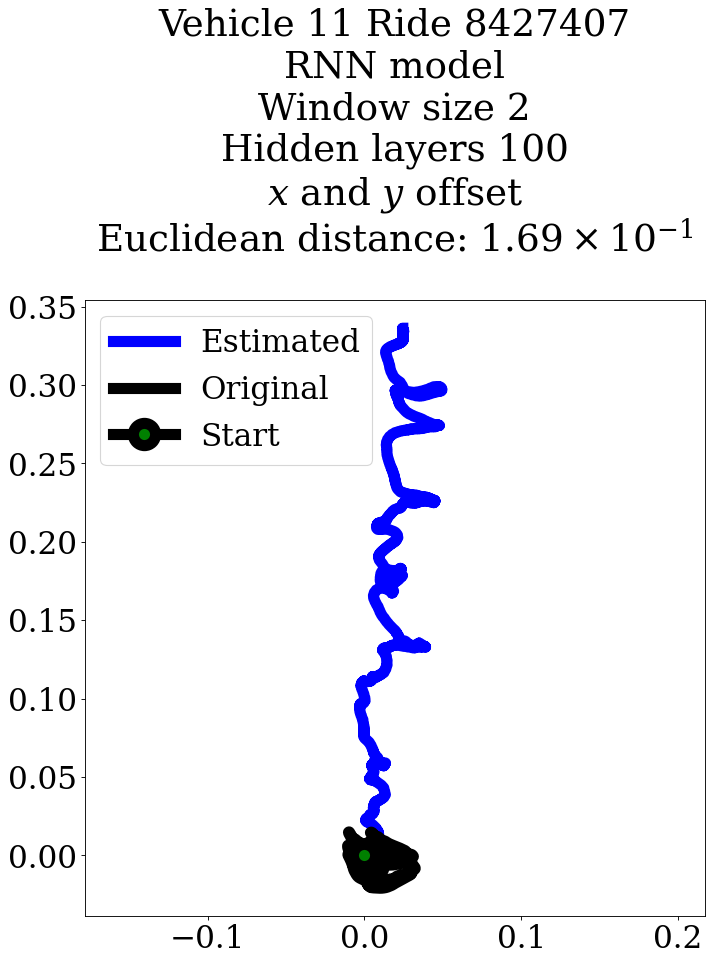 Vehicle 11 Ride 8427407
RNN model
Window size 2
Hidden layers 100
x and y offset
Euclidean distance: 1.69 × 10⁻¹
0.35
0.30
0.25
0.20
0.15
0.10
0.05
0.00
Estimated
Original
Start
−0.1
0.0
0.1
0.2